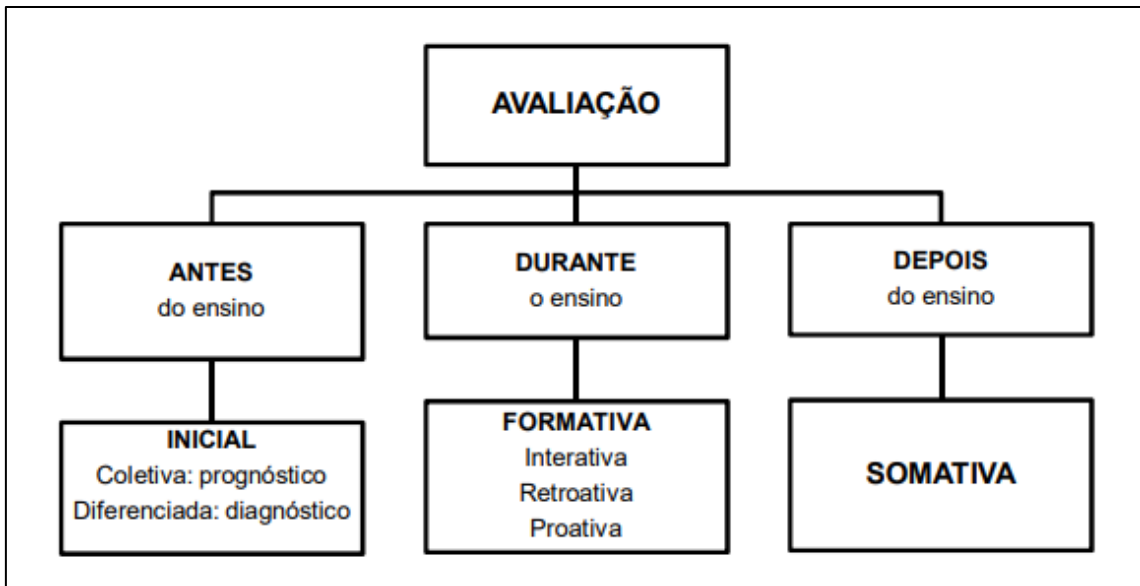 AVALIAÇÃO
ANTES
do ensino
DURANTE
o ensino
DEPOIS
do ensino
INICIAL
Coletiva: prognóstico
Diferenciada: diagnóstico
FORMATIVA
Interativa
Retroativa
Proativa
SOMATIVA